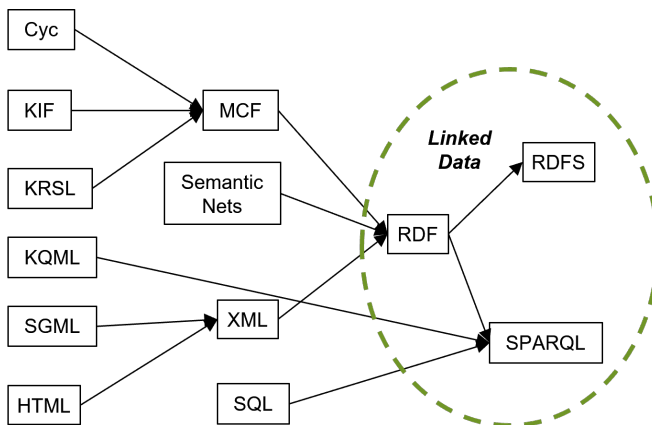 Cyc
KIF
MCF
Linked
Data
RDFS
KRSL
Semantic
Nets
RDF
KQML
SGML
XML
SPARQL
HTML
SQL